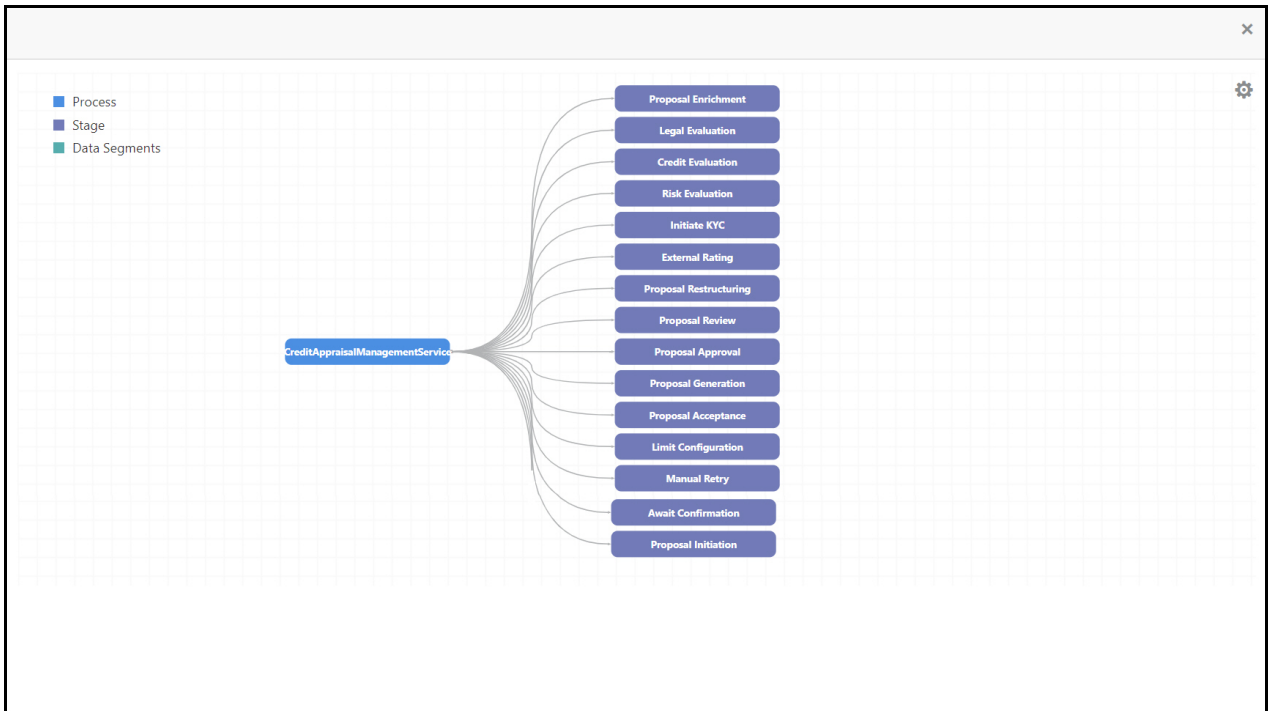 ×
Process
Stage
Data Segments
Proposal Enrichment
Legal Evaluation
Credit Evaluation
Risk Evaluation
Initiate KYC
External Rating
Proposal Restructuring
Proposal Review
CreditAppraisalManagementService
Proposal Approval
Proposal Generation
Proposal Acceptance
Limit Configuration
Manual Retry
Await Confirmation
Proposal Initiation